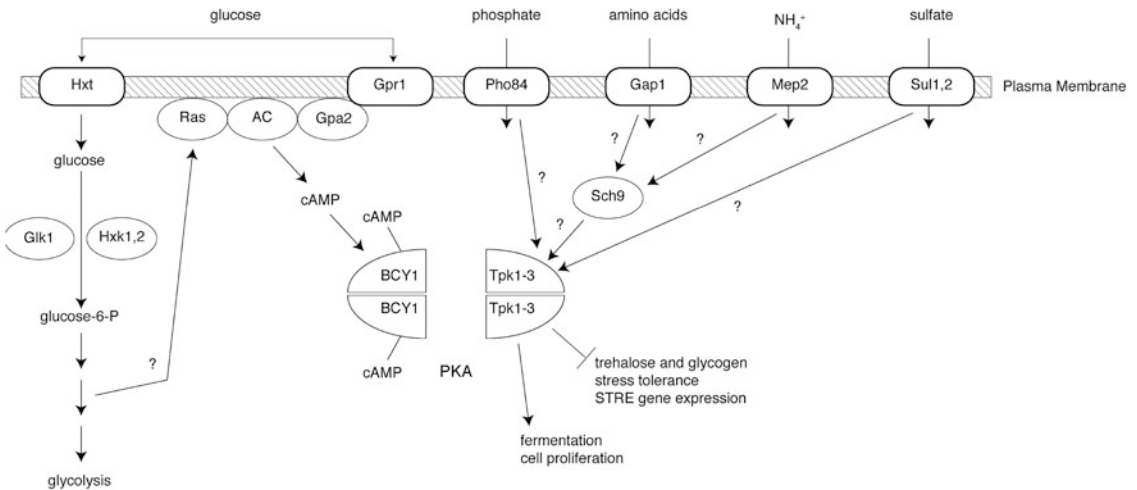 glucose
phosphate
amino acids
NH₄⁺
sulfate
Hxt
Gpr1
Pho84
Gap1
Mep2
Sul1,2
Plasma Membrane
Ras
AC
Gpa2
?
?
glucose
?
cAMP
Sch9
cAMP
?
?
Glk1
Hxk1,2
BCY1
Tpk1-3
BCY1
Tpk1-3
glucose-6-P
?
cAMP
PKA
trehalose and glycogen
stress tolerance
STRE gene expression
fermentation
cell proliferation
glycolysis